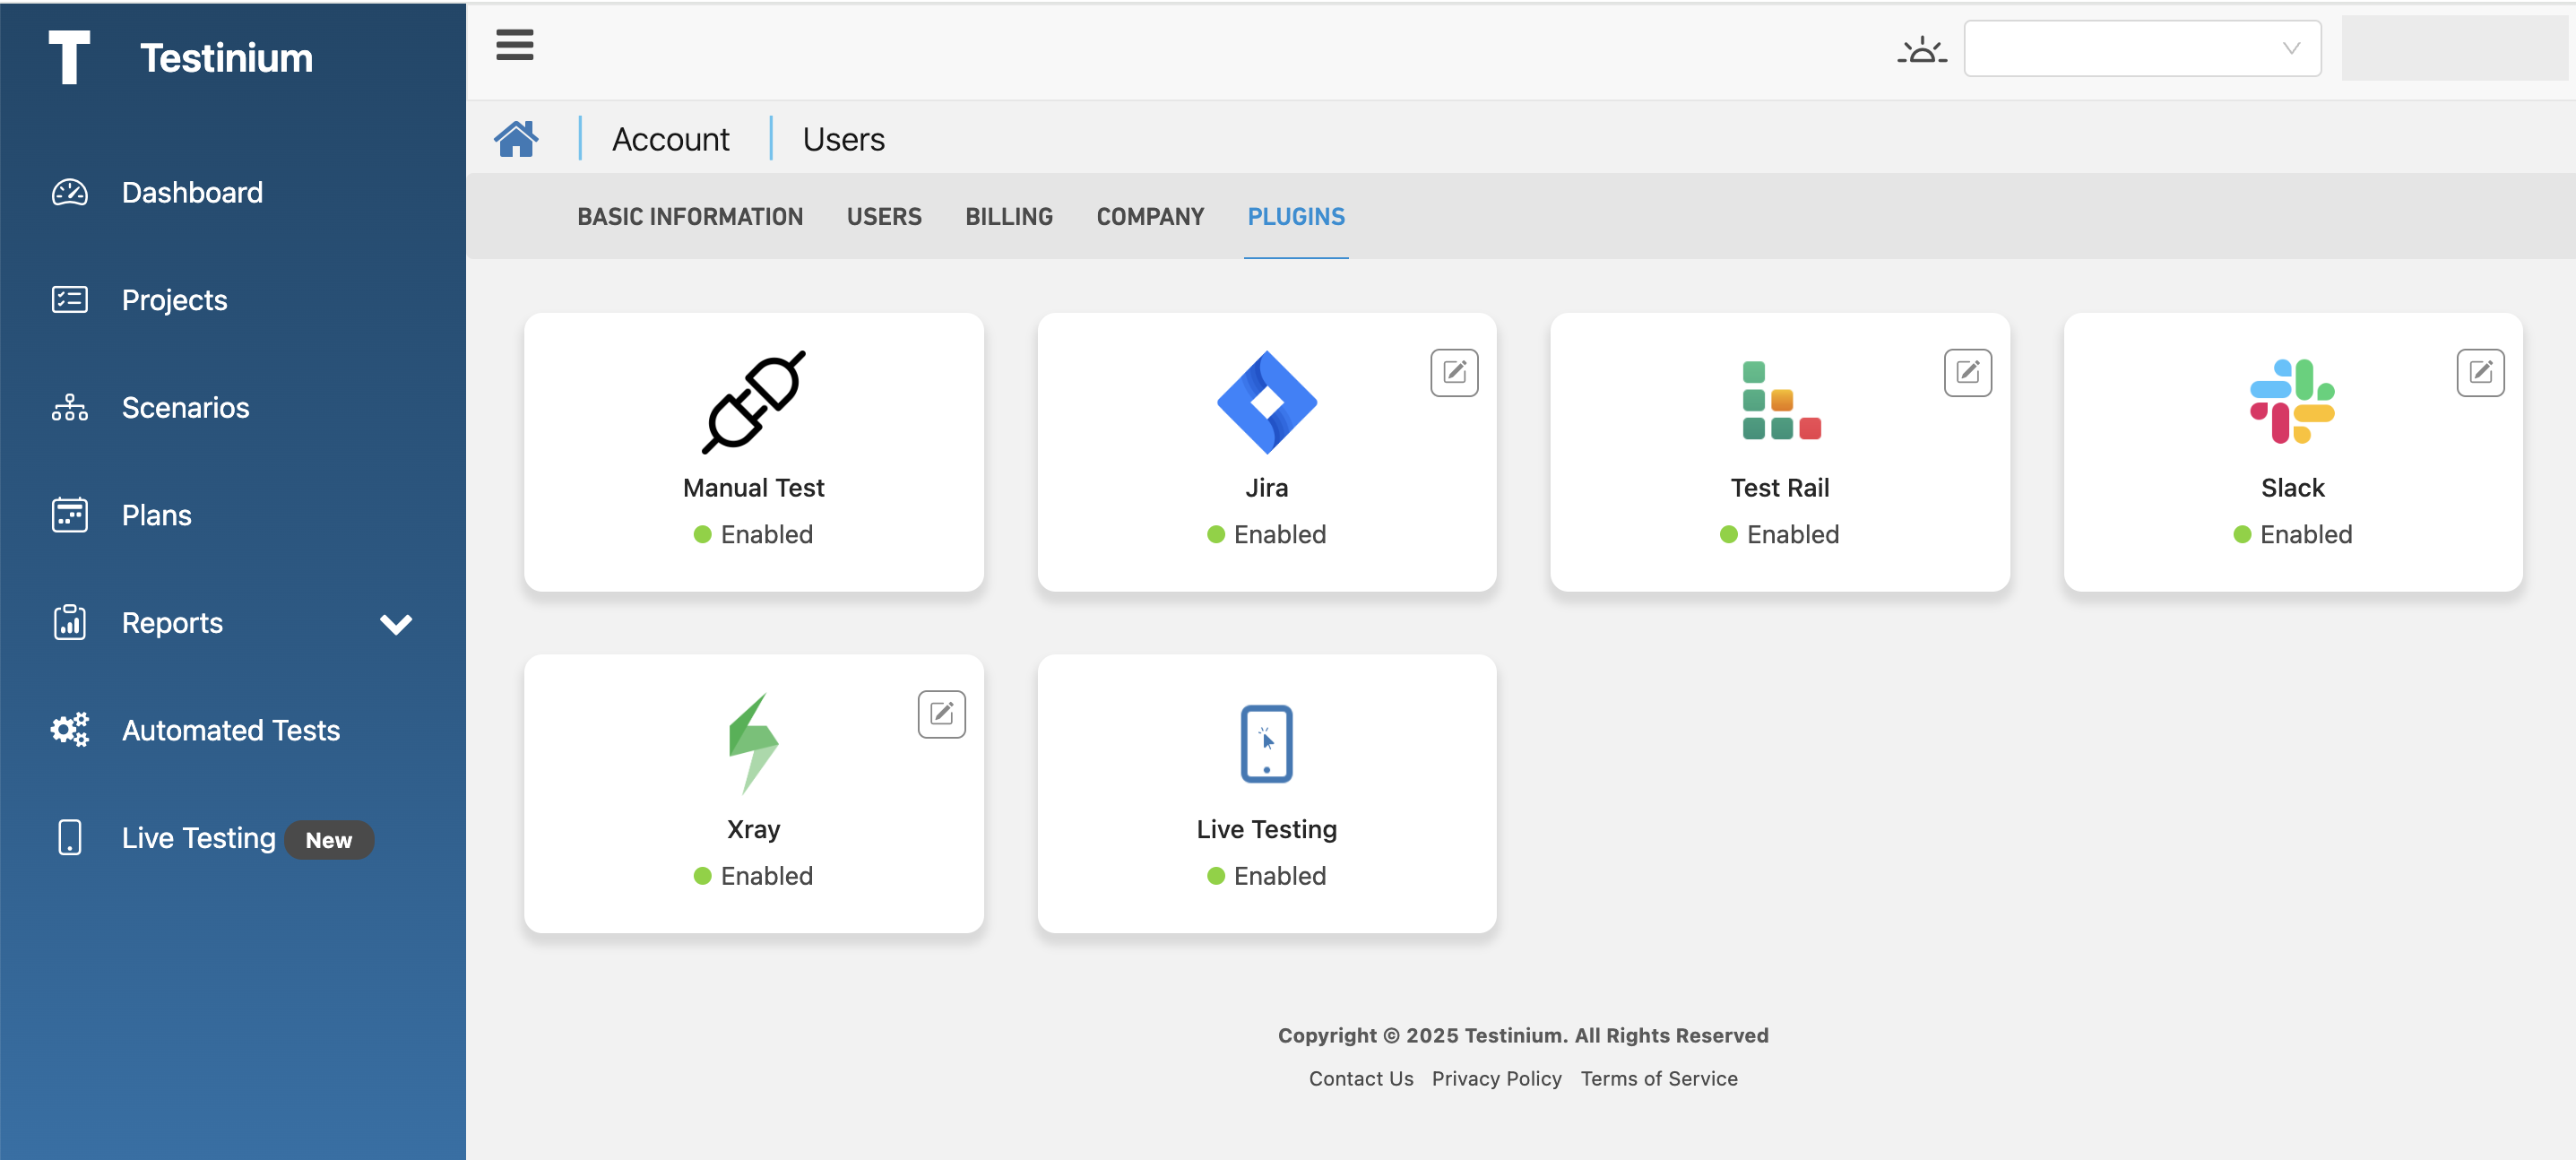 T Testinium
Dashboard
Projects
Scenarios
Plans
Reports
Automated Tests
Live Testing New
Account Users
BASIC INFORMATION USERS BILLING COMPANY PLUGINS
Manual Test
Enabled
Jira
Enabled
Test Rail
Enabled
Slack
Enabled
Xray
Enabled
Live Testing
Enabled
Copyright © 2025 Testinium. All Rights Reserved
Contact Us Privacy Policy Terms of Service